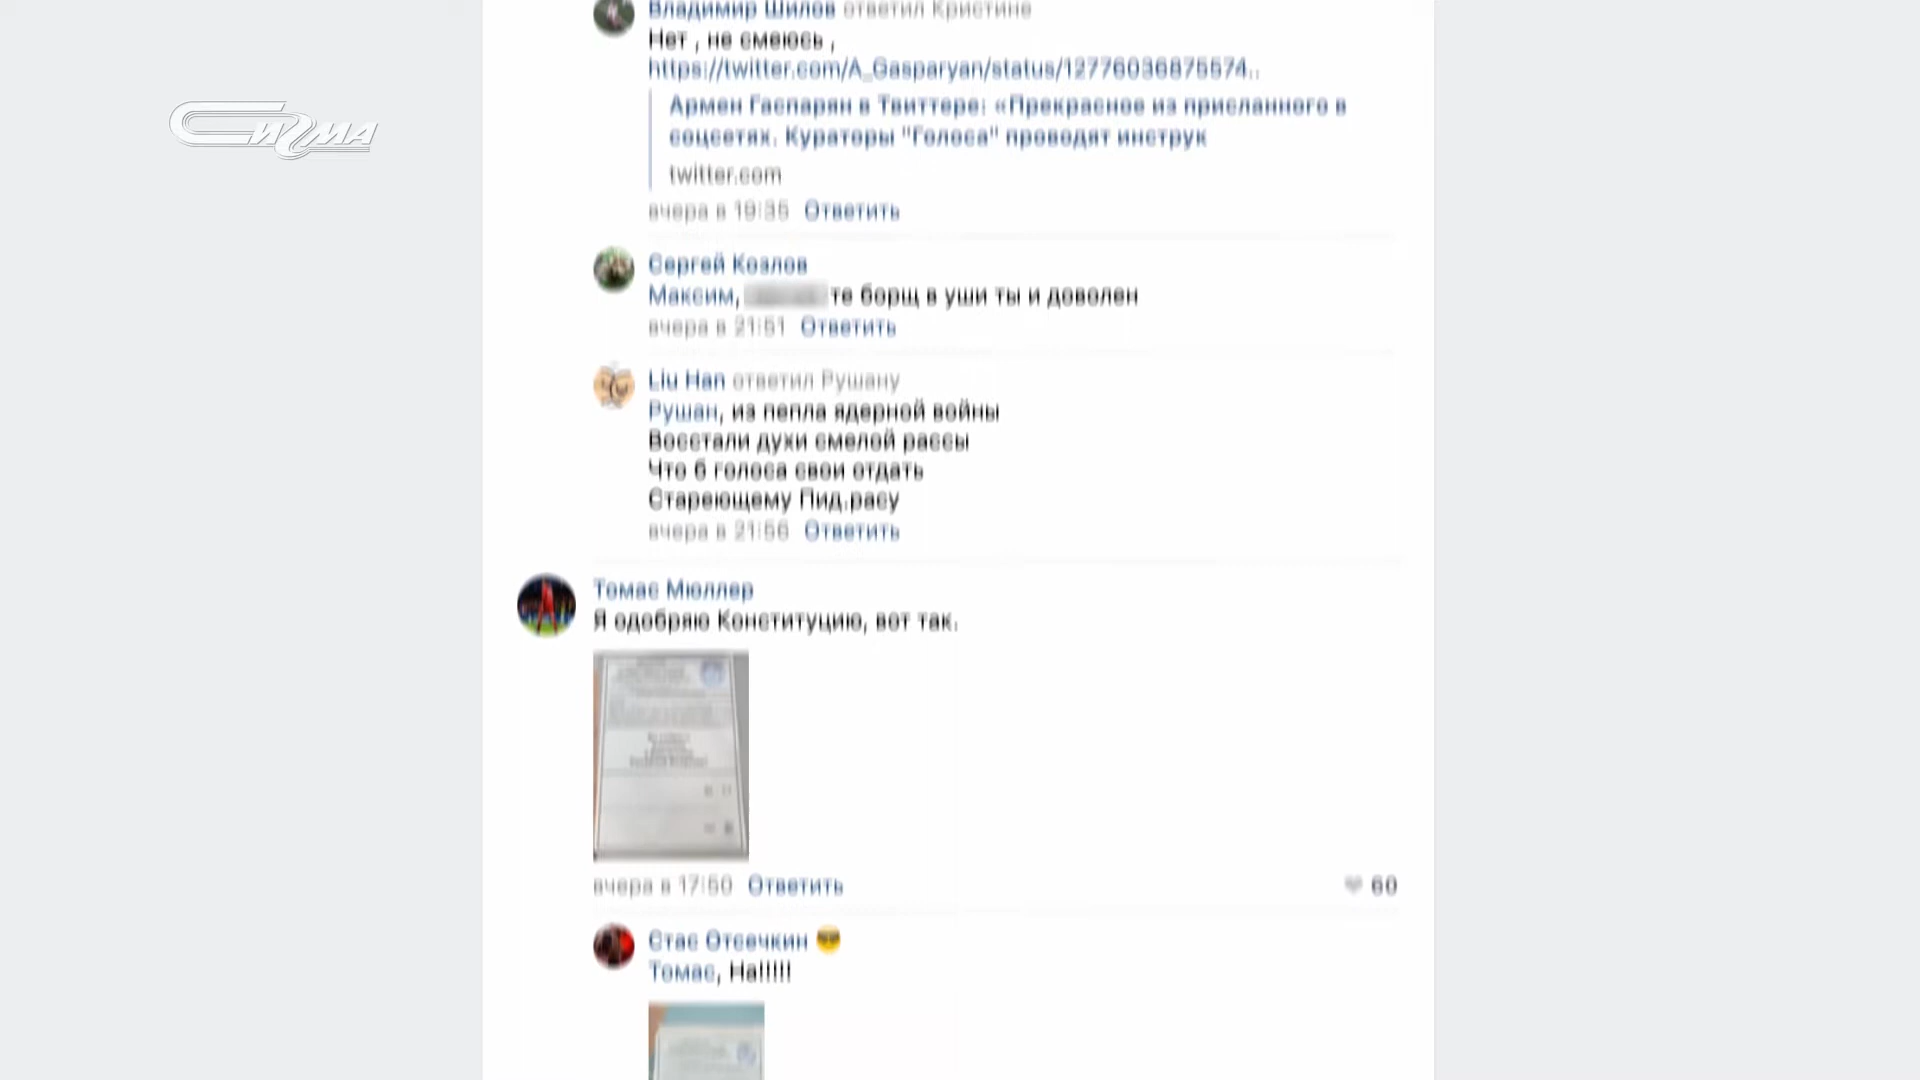 Владимир Шилов ответил Кристине
Нет , не смеюсь ,
https://twitter.com/A_Gasparyan/status/12776036875574..
Армен Гаспарян в Твиттере: «Прекрасное из присланного в
соцсетях. Кураторы "Голоса" проводят инструк
twitter.com
вчера в 19:35 Ответить
СИГМА
Сергей Козлов
Максим, те борщ в уши ты и доволен
вчера в 21:51 Ответить
Liu Han ответил Рушану
Рушан, из пепла ядерной войны
Восстали духи смелой рассы
Что б голоса свои отдать
Стареющему Пид.расу
вчера в 21:56 Ответить
Томас Мюллер
Я одобряю Конституцию, вот так.
вчера в 17:50 Ответить
60
Стас Отсечкин
Томас, На!!!!!